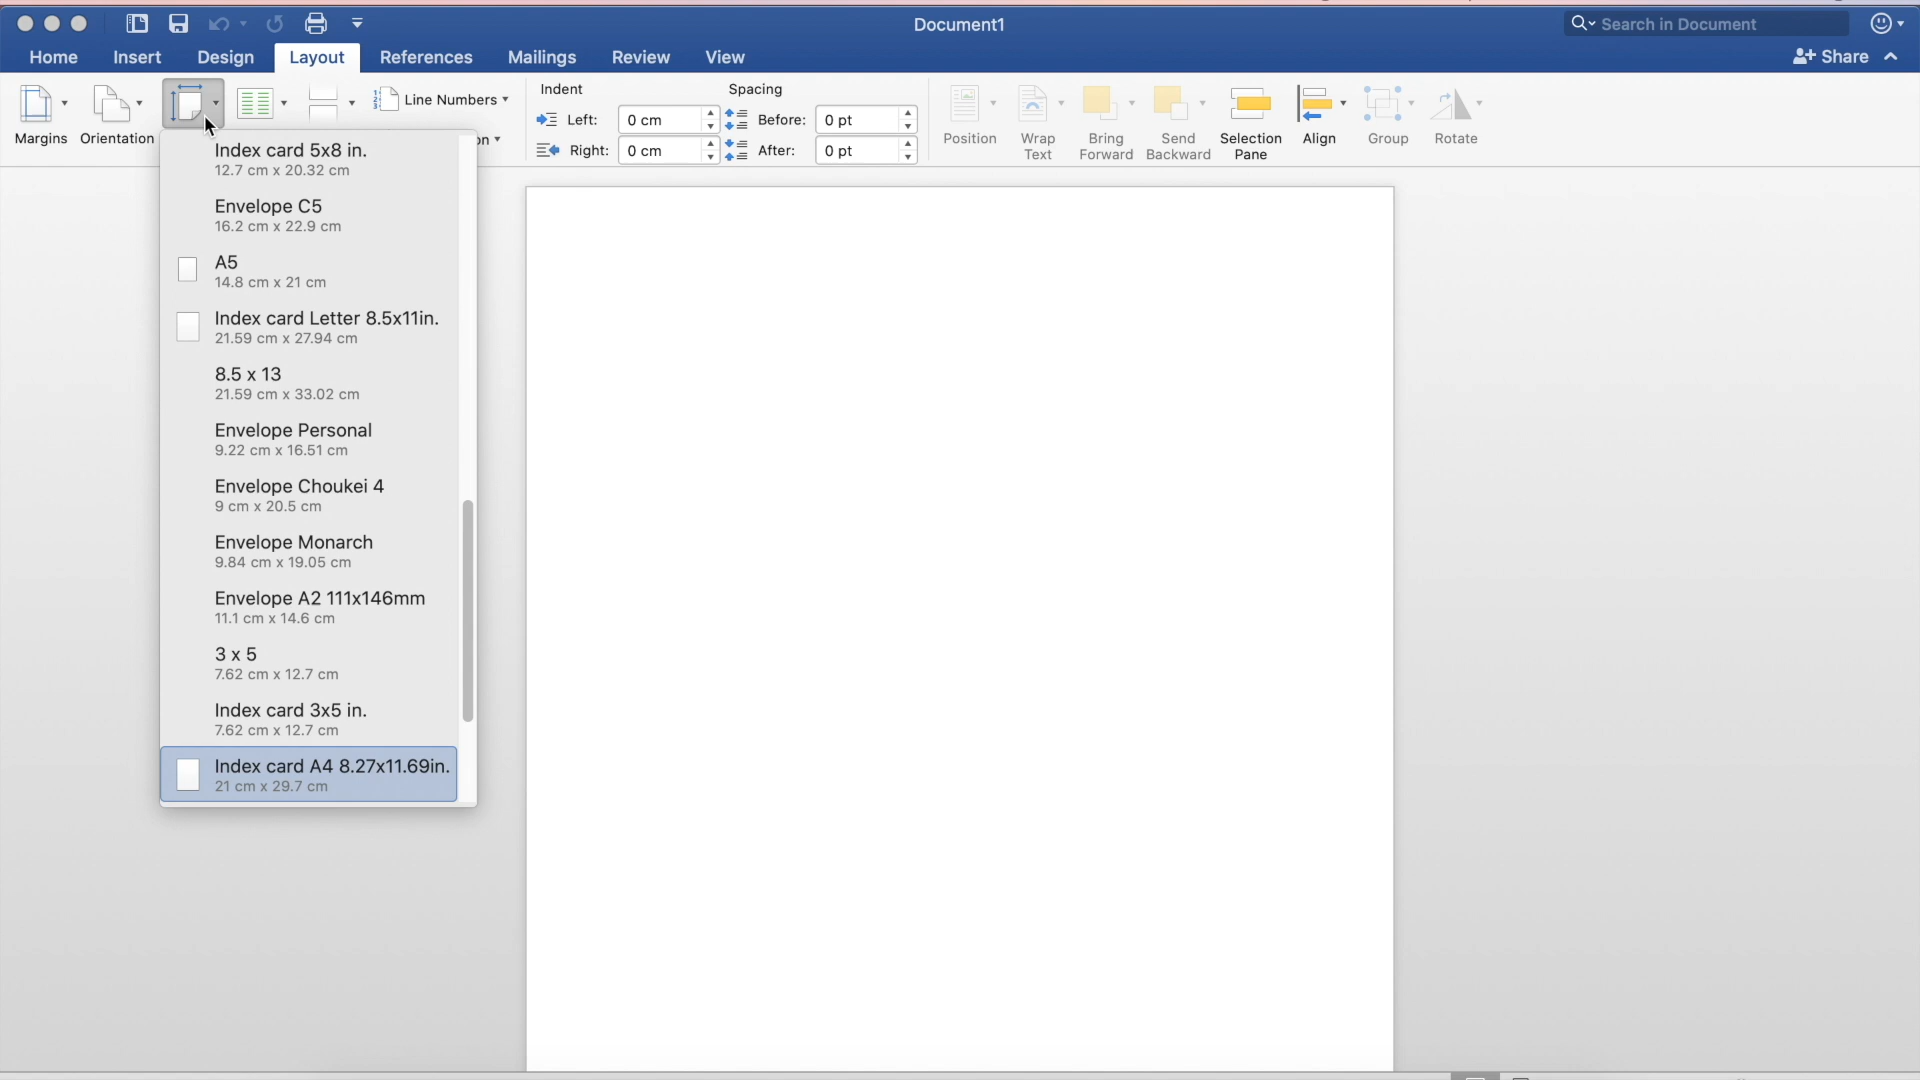 Document1
Search in Document
Home
Insert
Design
Layout
References
Mailings
Review
View
Share
Margins
Orientation
Line Numbers
on
Indent
Left:
0 cm
Right:
0 cm
Spacing
Before:
0 pt
After:
0 pt
Position
Wrap
Text
Bring
Forward
Send
Backward
Selection
Pane
Align
Group
Rotate
Index card 5x8 in.
12.7 cm x 20.32 cm
Envelope C5
16.2 cm x 22.9 cm
A5
14.8 cm x 21 cm
Index card Letter 8.5x11in.
21.59 cm x 27.94 cm
8.5 x 13
21.59 cm x 33.02 cm
Envelope Personal
9.22 cm x 16.51 cm
Envelope Choukei 4
9 cm x 20.5 cm
Envelope Monarch
9.84 cm x 19.05 cm
Envelope A2 111x146mm
11.1 cm x 14.6 cm
3 x 5
7.62 cm x 12.7 cm
Index card 3x5 in.
7.62 cm x 12.7 cm
Index card A4 8.27x11.69in.
21 cm x 29.7 cm